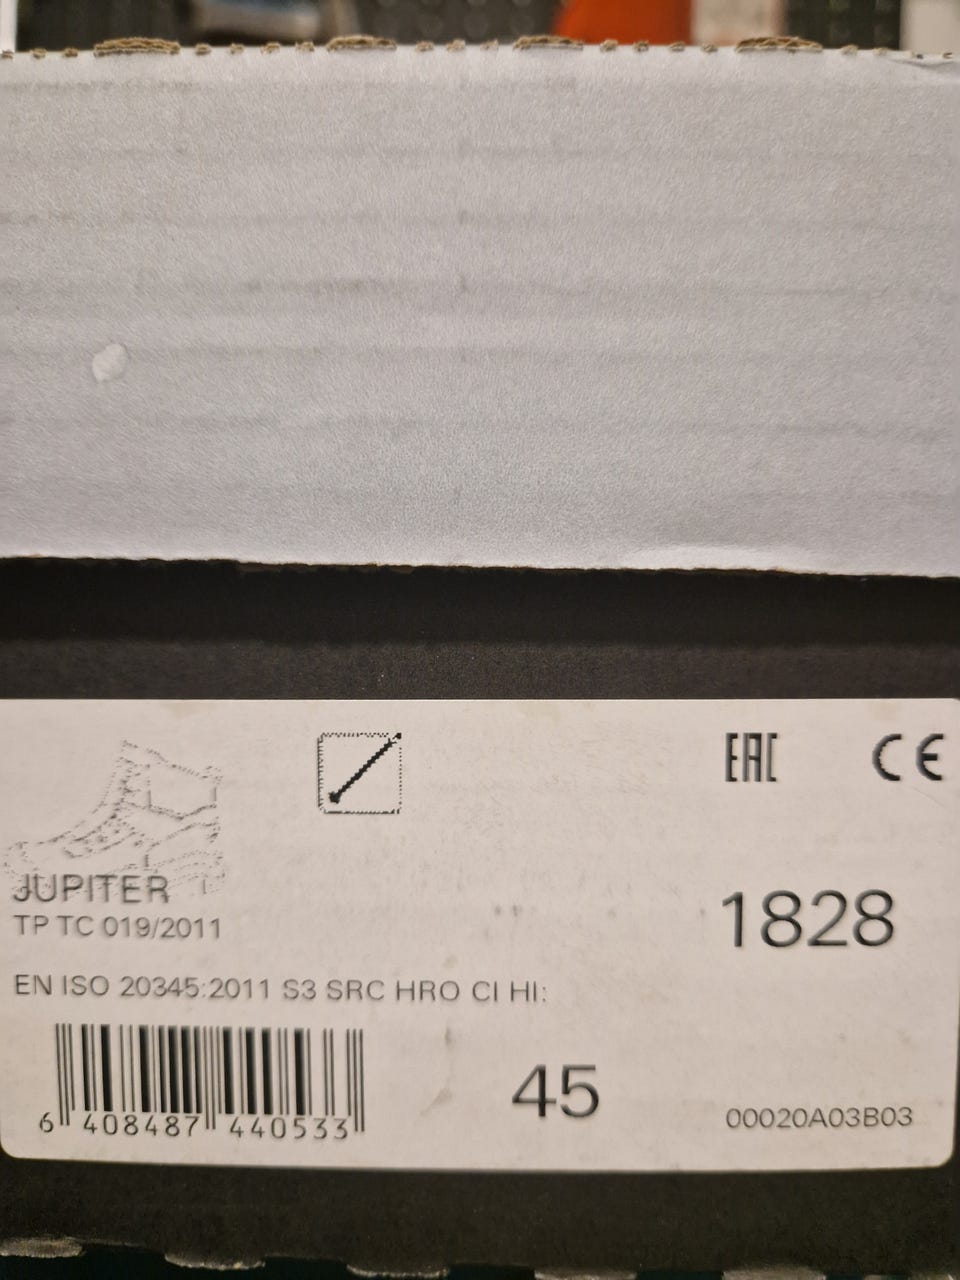 EAC CE
JUPITER
TP TC 019/2011
1828
EN ISO 20345:2011 S3 SRC HRO CI HI:
45
6 408487 440533
00020A03B03